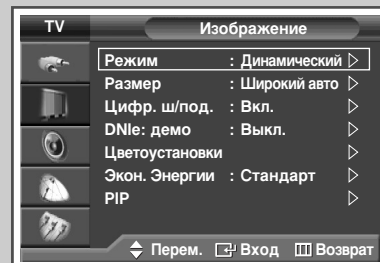 TV Изображение
Режим : Динамический
Размер : Широкий авто
Цифр. ш/под. : Вкл.
DNIe: демо : Выкл.
Цветоустановки
Экон. Энергии : Стандарт
PIP
Перем. Вход Возврат